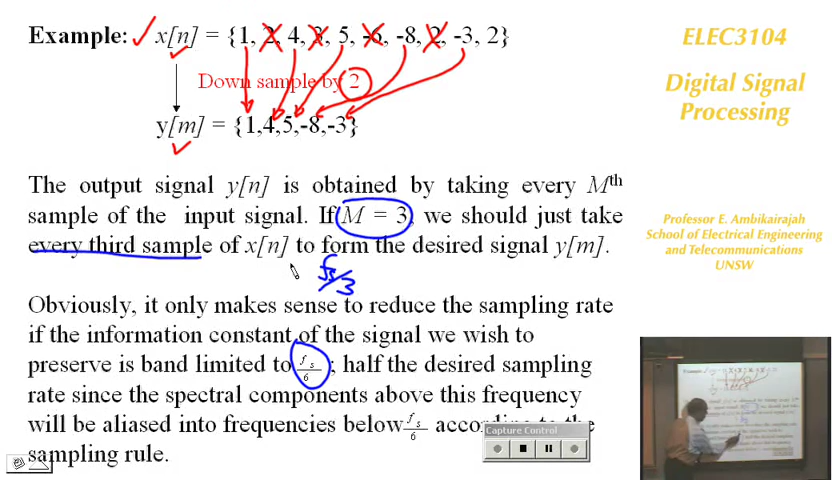 Example: x[n] = {1, 2, 4, 3, 5, -6, -8, 2, -3, 2}
Down sample by 2
y[m] = {1,4,5,-8,-3}
The output signal y[n] is obtained by taking every Mth
sample of the input signal. If M = 3, we should just take
every third sample of x[n] to form the desired signal y[m].
fs/3
Obviously, it only makes sense to reduce the sampling rate
if the information constant of the signal we wish to
preserve is band limited to fs/6; half the desired sampling
rate since the spectral components above this frequency
will be aliased into frequencies below fs/6 according to the
sampling rule.
Capture Control
ELEC3104
Digital Signal
Processing
Professor E. Ambikairajah
School of Electrical Engineering
and Telecommunications
UNSW